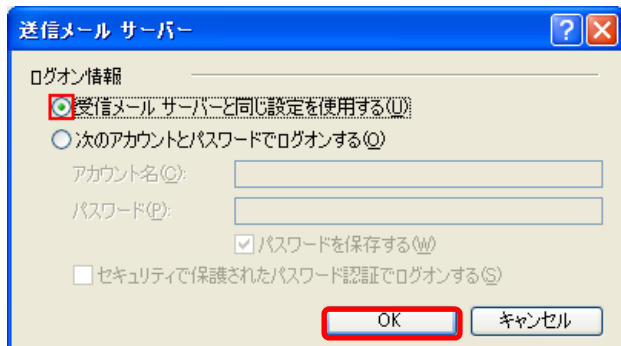 送信メール サーバー
ログオン情報
受信メール サーバーと同じ設定を使用する(U)
次のアカウントとパスワードでログオンする(O)
アカウント名(C):
パスワード(P):
パスワードを保存する(W)
セキュリティで保護されたパスワード認証でログオンする(S)
OK キャンセル